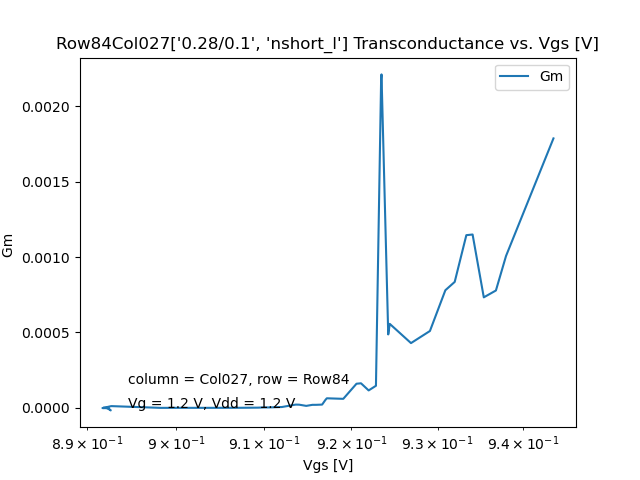 Row84Col027['0.28/0.1', 'nshort_l'] Transconductance vs. Vgs [V]
Gm
0.0020
0.0015
0.0010
0.0005
0.0000
Gm
column = Col027, row = Row84
Vg = 1.2 V, Vdd = 1.2 V
8.9 × 10⁻¹ 9 × 10⁻¹ 9.1 × 10⁻¹ 9.2 × 10⁻¹ 9.3 × 10⁻¹ 9.4 × 10⁻¹
Vgs [V]